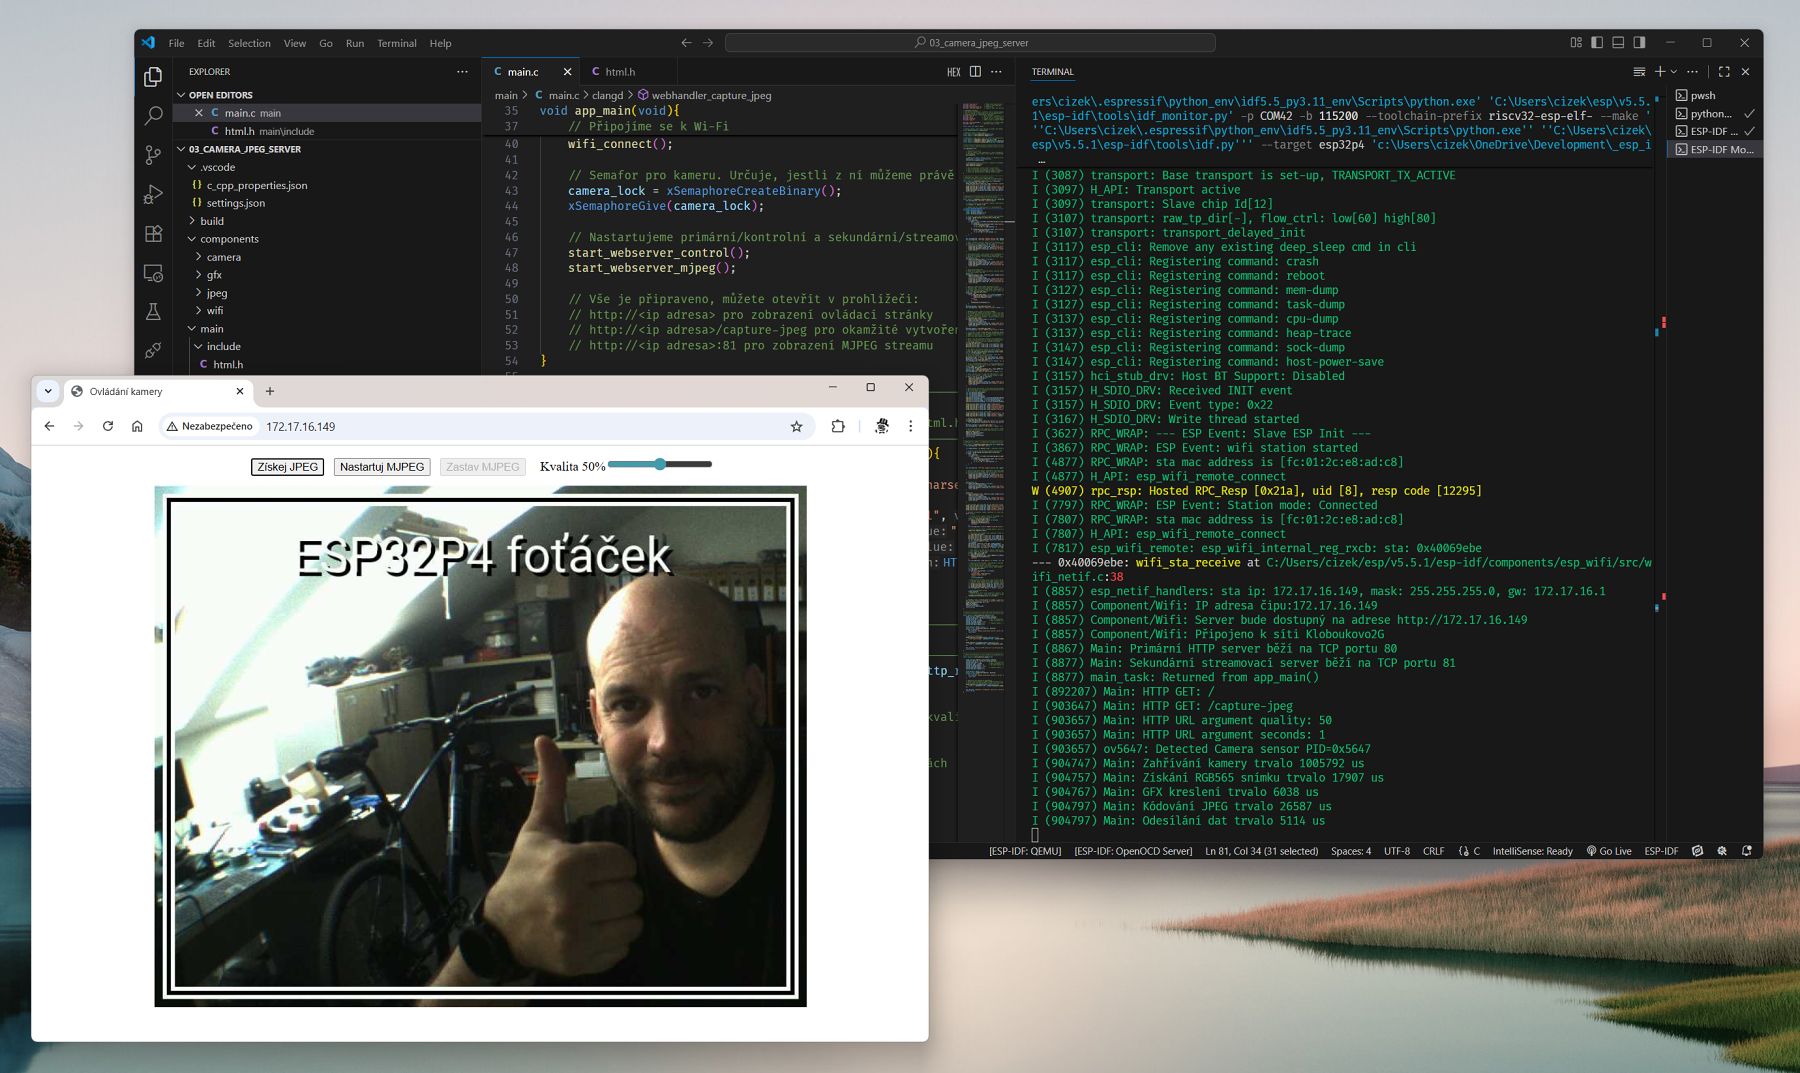 File Edit Selection View Go Run Terminal Help
03_camera_jpeg_server
EXPLORER
OPEN EDITORS
main.c main
html.h main\include
03_CAMERA_JPEG_SERVER
.vscode
c_cpp_properties.json
settings.json
build
components
camera
gfx
jpeg
wifi
main
include
html.h
main.c
html.h
HEX
main > C main.c > clangd > webhandler_capture_jpeg
35 void app_main(void){
37 // Připojíme se k Wi-Fi
40 wifi_connect();
41
42 // Semafor pro kameru. Určuje, jestli z ní můžeme právě
43 camera_lock = xSemaphoreCreateBinary();
44 xSemaphoreGive(camera_lock);
45
46 // Nastartujeme primární/kontrolní a sekundární/streamov
47 start_webserver_control();
48 start_webserver_mjpeg();
49
50 // Vše je připraveno, můžete otevřít v prohlížeči:
51 // http://<ip adresa> pro zobrazení ovládací stránky
52 // http://<ip adresa>/capture-jpeg pro okamžité vytvořen
53 // http://<ip adresa>:81 pro zobrazení MJPEG streamu
54 }
TERMINAL
ers\cizek\.espressif\python_env\idf5.5_py3.11_env\Scripts\python.exe' 'C:\Users\cizek\esp\v5.5.
1\esp-idf\tools\idf_monitor.py' -p COM42 -b 115200 --toolchain-prefix riscv32-esp-elf- --make '
''C:\Users\cizek\.espressif\python_env\idf5.5_py3.11_env\Scripts\python.exe'' ''C:\Users\cizek\
esp\v5.5.1\esp-idf\tools\idf.py''' --target esp32p4 'c:\Users\cizek\OneDrive\Development\_esp_i
…
I (3087) transport: Base transport is set-up, TRANSPORT_TX_ACTIVE
I (3097) H_API: Transport active
I (3097) transport: Slave chip Id[12]
I (3107) transport: raw_tp_dir[-], flow_ctrl: low[60] high[80]
I (3107) transport: transport_delayed_init
I (3117) esp_cli: Remove any existing deep_sleep cmd in cli
I (3117) esp_cli: Registering command: crash
I (3117) esp_cli: Registering command: reboot
I (3127) esp_cli: Registering command: mem-dump
I (3127) esp_cli: Registering command: task-dump
I (3137) esp_cli: Registering command: cpu-dump
I (3137) esp_cli: Registering command: heap-trace
I (3147) esp_cli: Registering command: sock-dump
I (3147) esp_cli: Registering command: host-power-save
I (3157) hci_stub_drv: Host BT Support: Disabled
I (3157) H_SDIO_DRV: Received INIT event
I (3157) H_SDIO_DRV: Event type: 0x22
I (3167) H_SDIO_DRV: Write thread started
I (3627) RPC_WRAP: --- ESP Event: Slave ESP Init ---
I (3867) RPC_WRAP: ESP Event: wifi station started
I (4877) RPC_WRAP: sta mac address is [fc:01:2c:e8:ad:c8]
I (4877) H_API: esp_wifi_remote_connect
W (4907) rpc_rsp: Hosted RPC_Resp [0x21a], uid [8], resp code [12295]
I (7797) RPC_WRAP: ESP Event: Station mode: Connected
I (7807) RPC_WRAP: sta mac address is [fc:01:2c:e8:ad:c8]
I (7807) H_API: esp_wifi_remote_connect
I (7817) esp_wifi_remote: esp_wifi_internal_reg_rxcb: sta: 0x40069ebe
--- 0x40069ebe: wifi_sta_receive at C:/Users/cizek/esp/v5.5.1/esp-idf/components/esp_wifi/src/w
ifi_netif.c:38
I (8857) esp_netif_handlers: sta ip: 172.17.16.149, mask: 255.255.255.0, gw: 172.17.16.1
I (8857) Component/Wifi: IP adresa čipu:172.17.16.149
I (8857) Component/Wifi: Server bude dostupný na adrese http://172.17.16.149
I (8857) Component/Wifi: Připojeno k síti Kloboukovo2G
I (8867) Main: Primární HTTP server běží na TCP portu 80
I (8877) Main: Sekundární streamovací server běží na TCP portu 81
I (8877) main_task: Returned from app_main()
I (892207) Main: HTTP GET: /
I (903647) Main: HTTP GET: /capture-jpeg
I (903657) Main: HTTP URL argument quality: 50
I (903657) Main: HTTP URL argument seconds: 1
I (903657) ov5647: Detected Camera sensor PID=0x5647
I (904747) Main: Zahřívání kamery trvalo 1005792 us
I (904757) Main: Získání RGB565 snímku trvalo 17907 us
I (904767) Main: GFX kreslení trvalo 6038 us
I (904797) Main: Kódování JPEG trvalo 26587 us
I (904797) Main: Odesílání dat trvalo 5114 us
pwsh
python...
ESP-IDF ...
ESP-IDF Mo...
[ESP-IDF: QEMU] [ESP-IDF: OpenOCD Server] Ln 81, Col 34 (31 selected) Spaces: 4 UTF-8 CRLF C IntelliSense: Ready Go Live ESP-IDF
Ovládání kamery
Nezabezpečeno 172.17.16.149
Získej JPEG Nastartuj MJPEG Zastav MJPEG Kvalita 50%
ESP32P4 foťáček